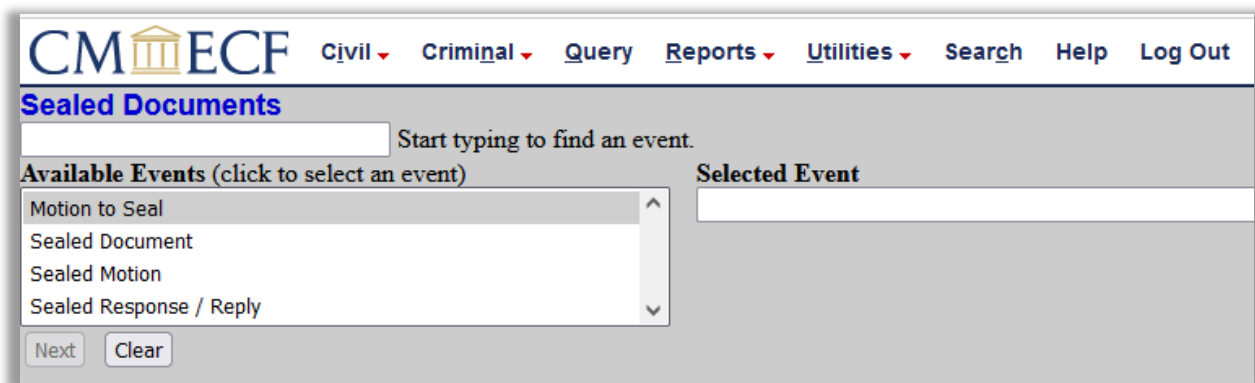 CM ECF Civil Criminal Query Reports Utilities Search Help Log Out
Sealed Documents
Start typing to find an event.
Available Events (click to select an event) Selected Event
Motion to Seal
Sealed Document
Sealed Motion
Sealed Response / Reply
Next Clear